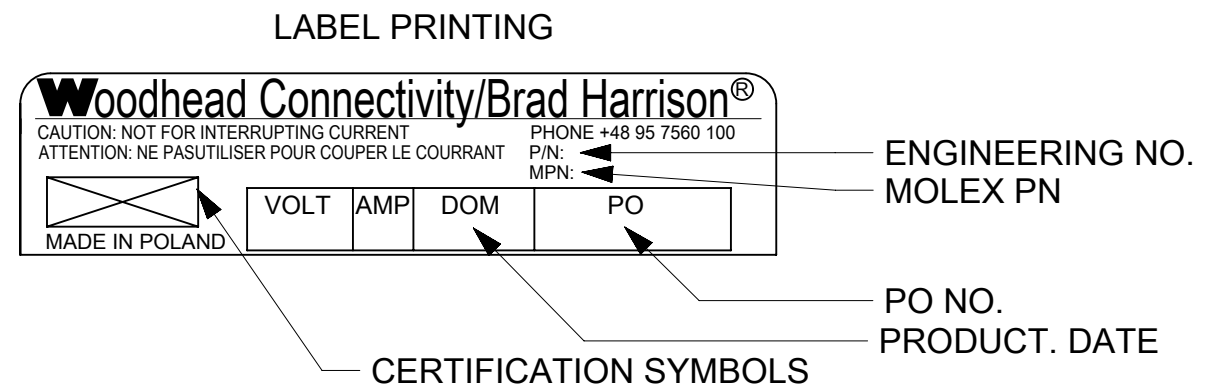 LABEL PRINTING
Woodhead Connectivity/Brad Harrison®
CAUTION: NOT FOR INTERRUPTING CURRENT
PHONE +48 95 7560 100
ATTENTION: NE PASUTILISER POUR COUPER LE COURRANT
P/N:
ENGINEERING NO.
MPN:
MOLEX PN
VOLT AMP DOM PO
MADE IN POLAND
PO NO.
PRODUCT. DATE
CERTIFICATION SYMBOLS